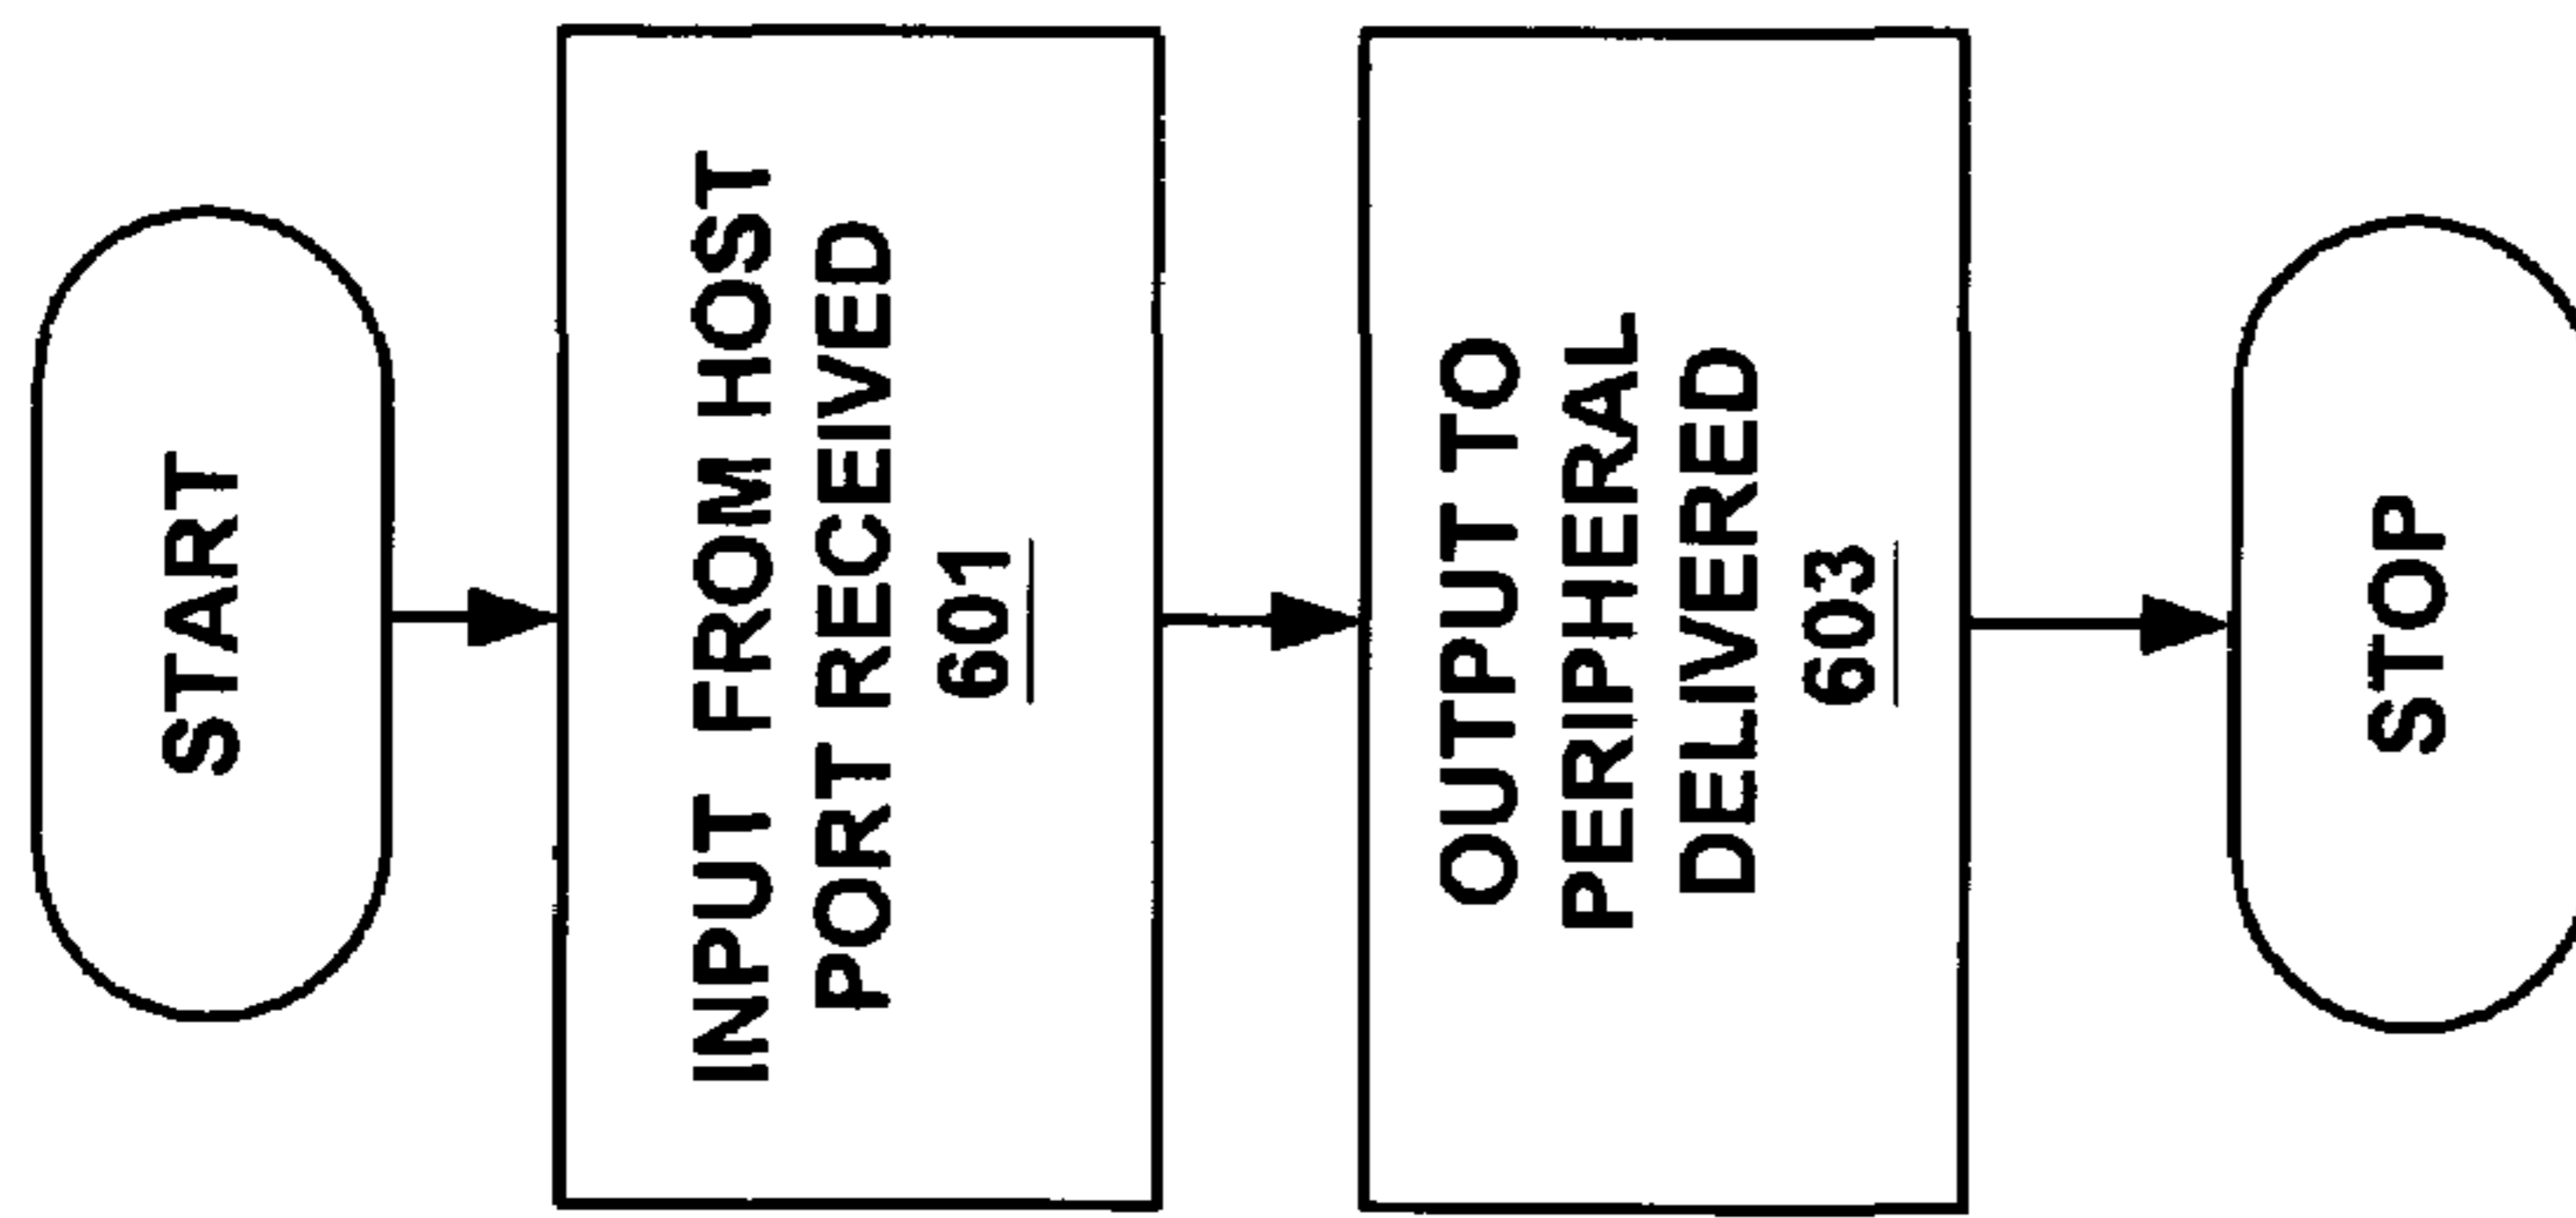 START
INPUT FROM HOST
PORT RECEIVED
601
OUTPUT TO
PERIPHERAL
DELIVERED
603
STOP